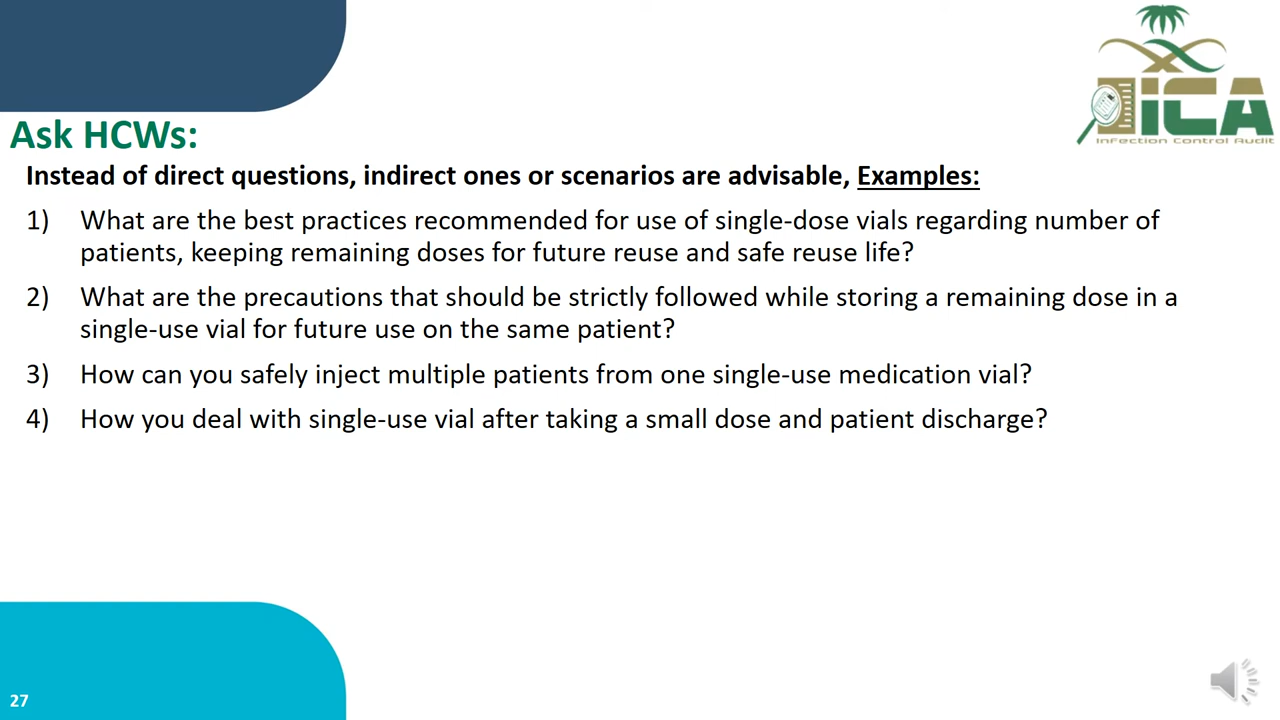 iCA
Infection Control Audit
Ask HCWs:
Instead of direct questions, indirect ones or scenarios are advisable, Examples:
1) What are the best practices recommended for use of single-dose vials regarding number of
patients, keeping remaining doses for future reuse and safe reuse life?
2) What are the precautions that should be strictly followed while storing a remaining dose in a
single-use vial for future use on the same patient?
3) How can you safely inject multiple patients from one single-use medication vial?
4) How you deal with single-use vial after taking a small dose and patient discharge?
27